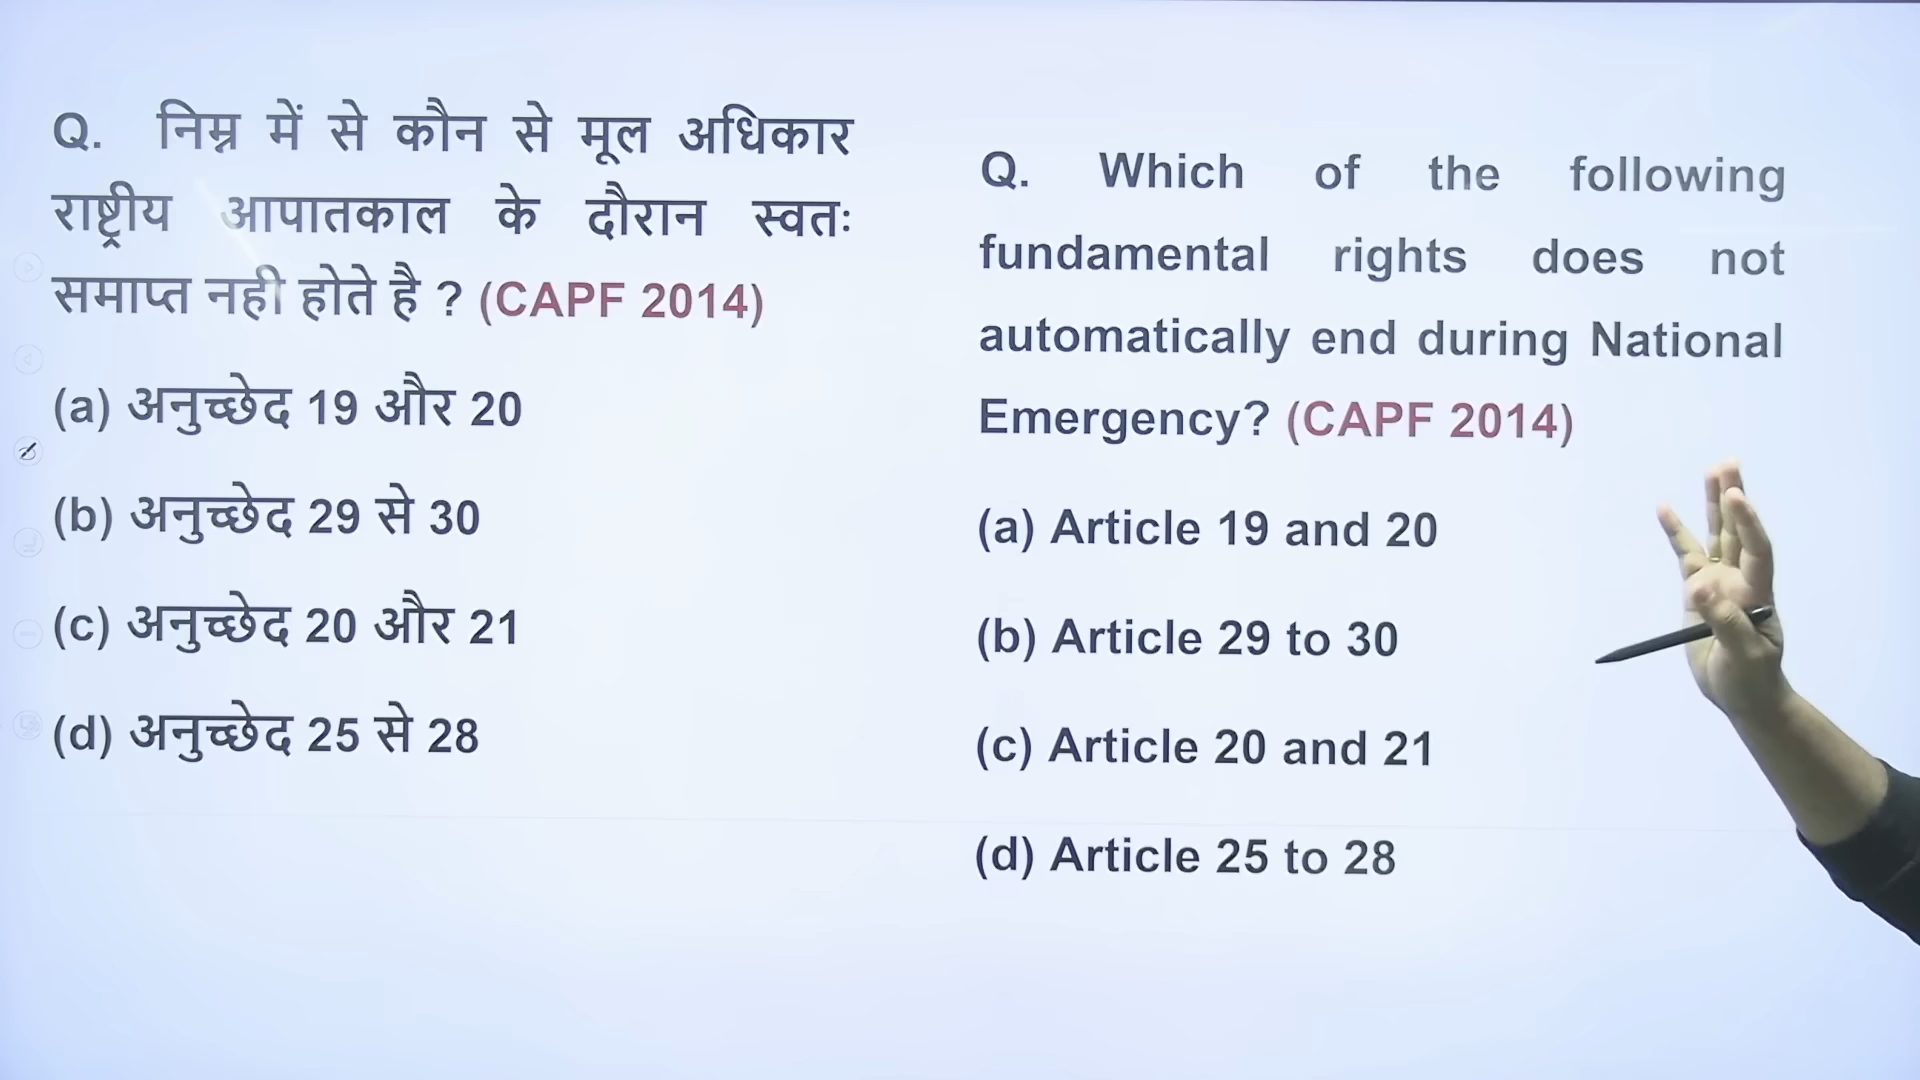 Q. निम्न में से कौन से मूल अधिकार
राष्ट्रीय आपातकाल के दौरान स्वतः
समाप्त नही होते है ? (CAPF 2014)
(a) अनुच्छेद 19 और 20
(b) अनुच्छेद 29 से 30
(c) अनुच्छेद 20 और 21
(d) अनुच्छेद 25 से 28
Q. Which of the following
fundamental rights does not
automatically end during National
Emergency? (CAPF 2014)
(a) Article 19 and 20
(b) Article 29 to 30
(c) Article 20 and 21
(d) Article 25 to 28